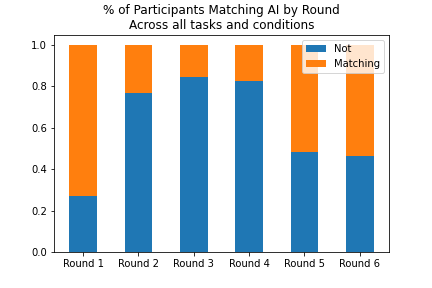 % of Participants Matching AI by Round
Across all tasks and conditions
Not
Matching
1.0
0.8
0.6
0.4
0.2
0.0
Round 1 Round 2 Round 3 Round 4 Round 5 Round 6